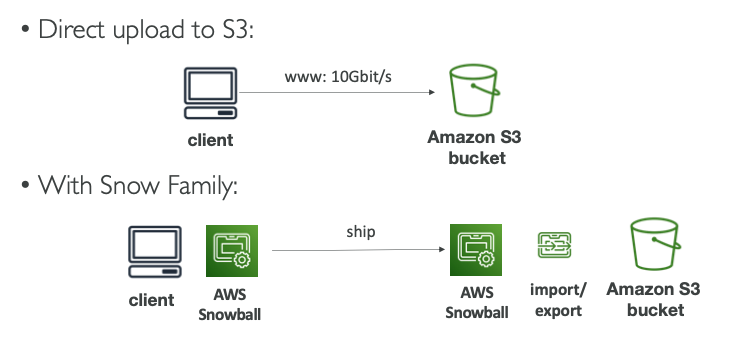 • Direct upload to S3:
www: 10Gbit/s
client
Amazon S3
bucket
• With Snow Family:
ship
client
AWS
Snowball
AWS
Snowball
import/
export
Amazon S3
bucket